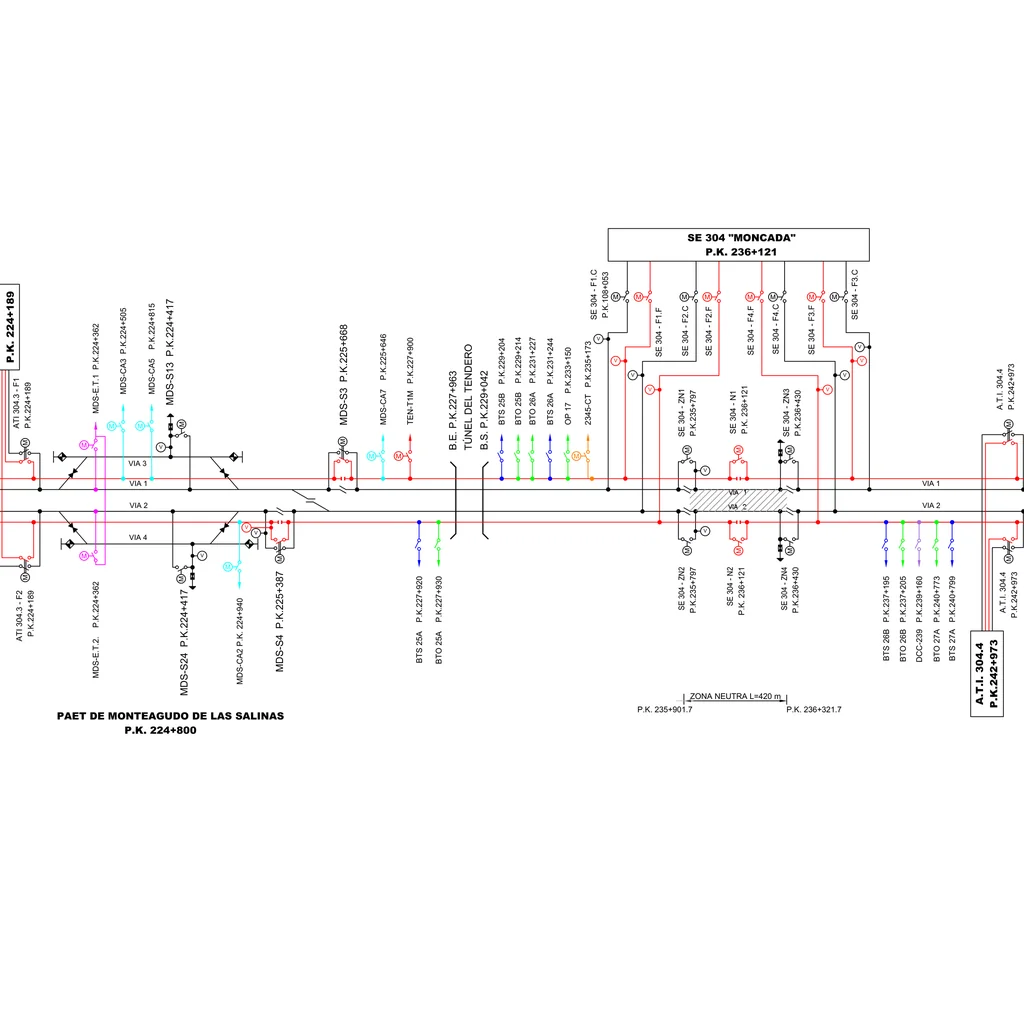 SE 304 "MONCADA"
P.K. 236+121
P.K. 224+189
ATI 304.3 - F1
P.K.224+189
MDS-E.T.1 P.K.224+362
MDS-CA3 P.K.224+505
MDS-CA5 P.K.224+815
MDS-S13 P.K.224+417
MDS-S3 P.K.225+668
MDS-CA7 P.K.225+646
TEN-T1M P.K.227+900
B.E. P.K.227+963
TÚNEL DEL TENDERO
B.S. P.K.229+042
BTS 25B P.K.229+204
BTO 25B P.K.229+214
BTO 26A P.K.231+227
BTS 26A P.K.231+244
OP 17 P.K.233+150
2345-CT P.K.235+173
SE 304 - F1.C
P.K.108+053
SE 304 - F1.F
SE 304 - F2.C
SE 304 - F2.F
SE 304 - F4.F
SE 304 - F4.C
SE 304 - F3.F
SE 304 - F3.C
SE 304 - ZN1
P.K.235+797
SE 304 - N1
P.K. 236+121
SE 304 - ZN3
P.K.236+430
A.T.I. 304.4
P.K.242+973
VIA 3
VIA 1
VIA 2
VIA 4
VIA 1
VIA 2
VIA 1
VIA 2
ATI 304.3 - F2
P.K.224+189
MDS-E.T.2. P.K.224+362
MDS-S24 P.K.224+417
MDS-CA2 P.K. 224+940
MDS-S4 P.K.225+387
BTS 25A P.K.227+920
BTO 25A P.K.227+930
SE 304 - ZN2
P.K.235+797
SE 304 - N2
P.K. 236+121
SE 304 - ZN4
P.K.236+430
BTS 26B P.K.237+195
BTO 26B P.K.237+205
DCC-239 P.K.239+160
BTO 27A P.K.240+773
BTS 27A P.K.240+799
A.T.I. 304.4
P.K.242+973
A.T.I. 304.4
P.K.242+973
ZONA NEUTRA L=420 m
P.K. 235+901.7
P.K. 236+321.7
PAET DE MONTEAGUDO DE LAS SALINAS
P.K. 224+800